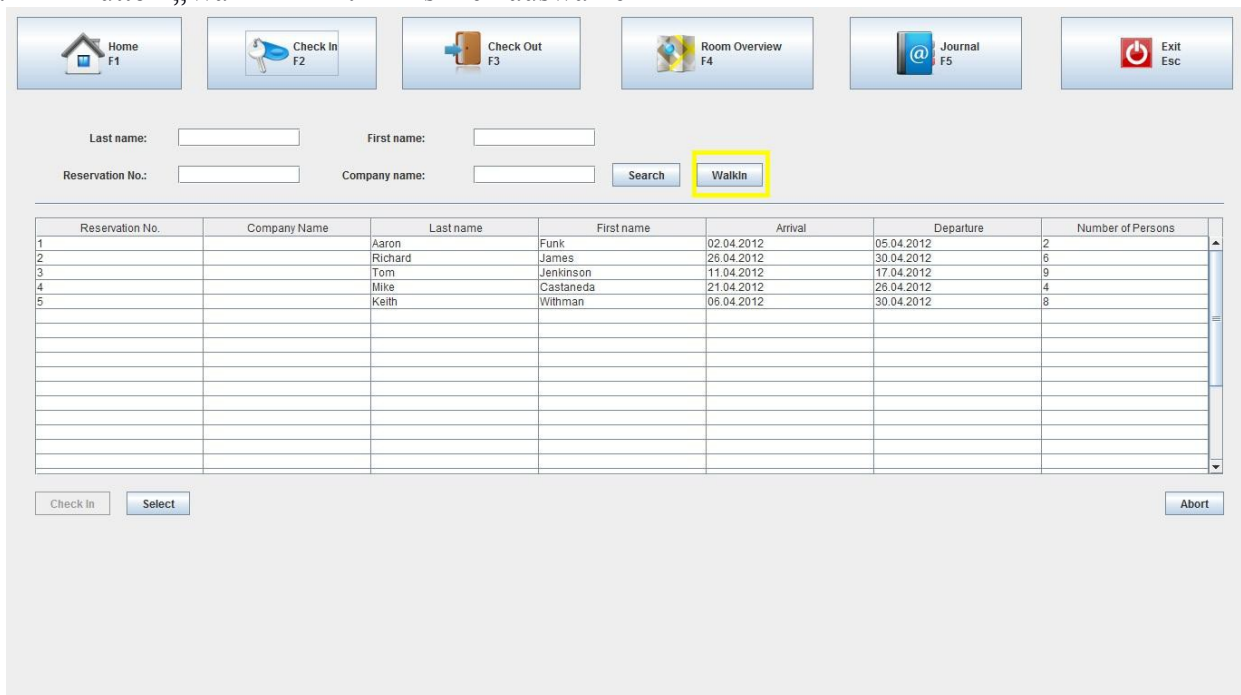 Home Check In Check Out Room Overview Journal Exit
F1 F2 F3 F4 F5 Esc
Last name: First name:
Reservation No.: Company name: Search WalkIn
Reservation No. Company Name Last name First name Arrival Departure Number of Persons
1 Aaron Funk 02.04.2012 05.04.2012 2
2 Richard James 26.04.2012 30.04.2012 6
3 Tom Jenkinson 11.04.2012 17.04.2012 9
4 Mike Castaneda 21.04.2012 26.04.2012 4
5 Keith Withman 06.04.2012 30.04.2012 8
Check In Select Abort